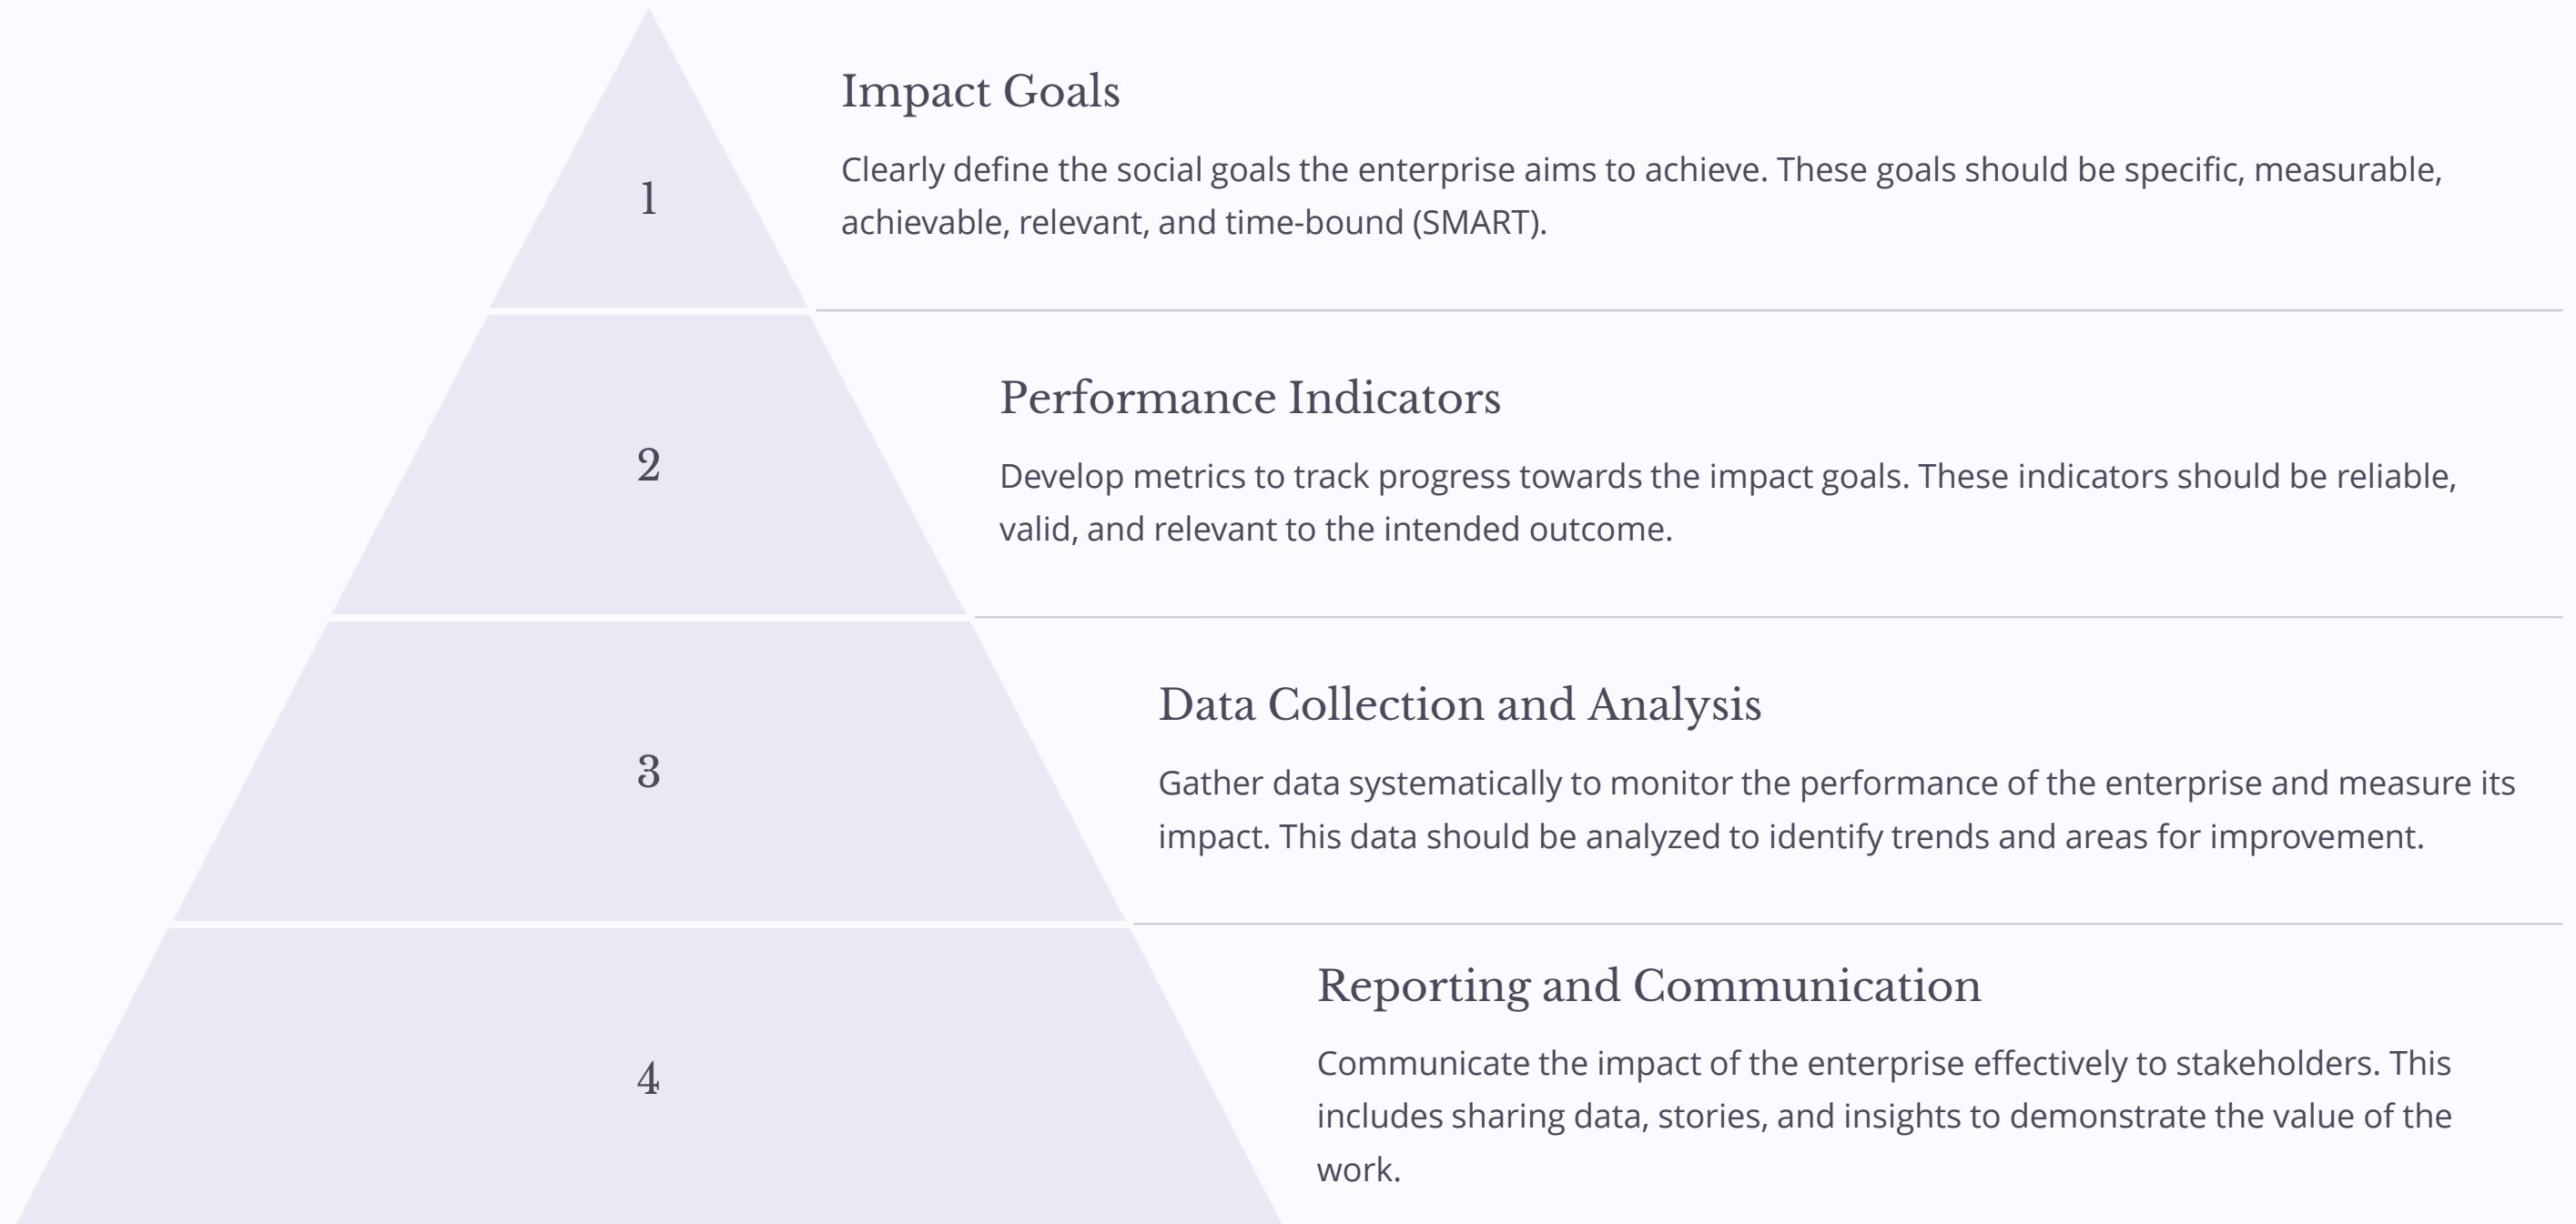 1
Impact Goals
Clearly define the social goals the enterprise aims to achieve. These goals should be specific, measurable,
achievable, relevant, and time-bound (SMART).
2
Performance Indicators
Develop metrics to track progress towards the impact goals. These indicators should be reliable,
valid, and relevant to the intended outcome.
3
Data Collection and Analysis
Gather data systematically to monitor the performance of the enterprise and measure its
impact. This data should be analyzed to identify trends and areas for improvement.
4
Reporting and Communication
Communicate the impact of the enterprise effectively to stakeholders. This
includes sharing data, stories, and insights to demonstrate the value of the
work.